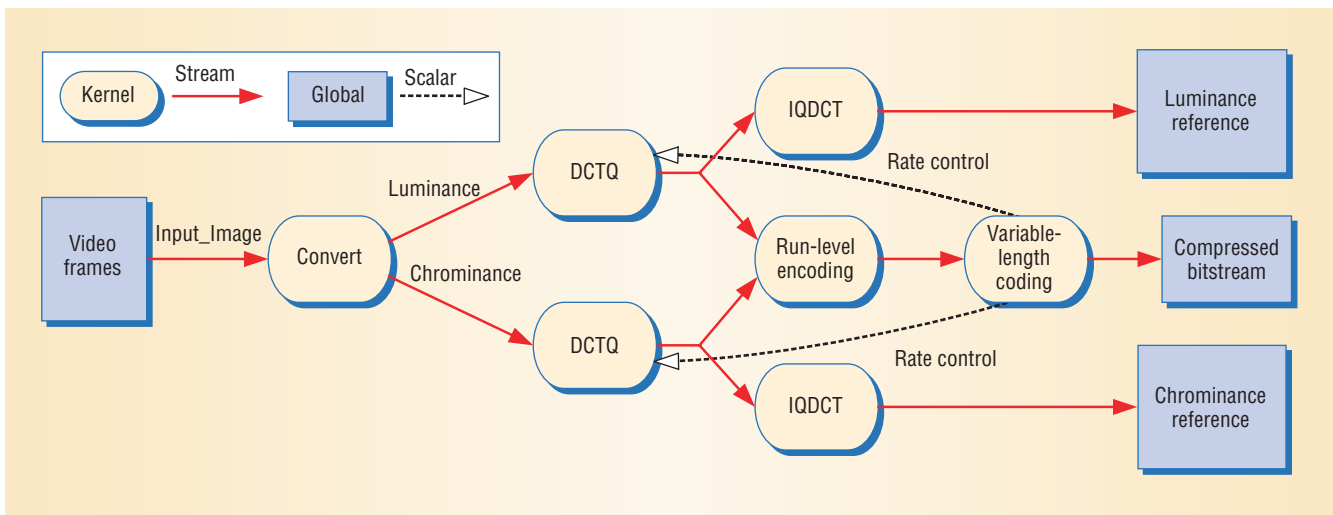 Kernel
Stream
Global
Scalar
Video
frames
Input_Image
Convert
Luminance
Chrominance
DCTQ
DCTQ
IQDCT
Run-level
encoding
IQDCT
Rate control
Variable-
length
coding
Rate control
Luminance
reference
Compressed
bitstream
Chrominance
reference